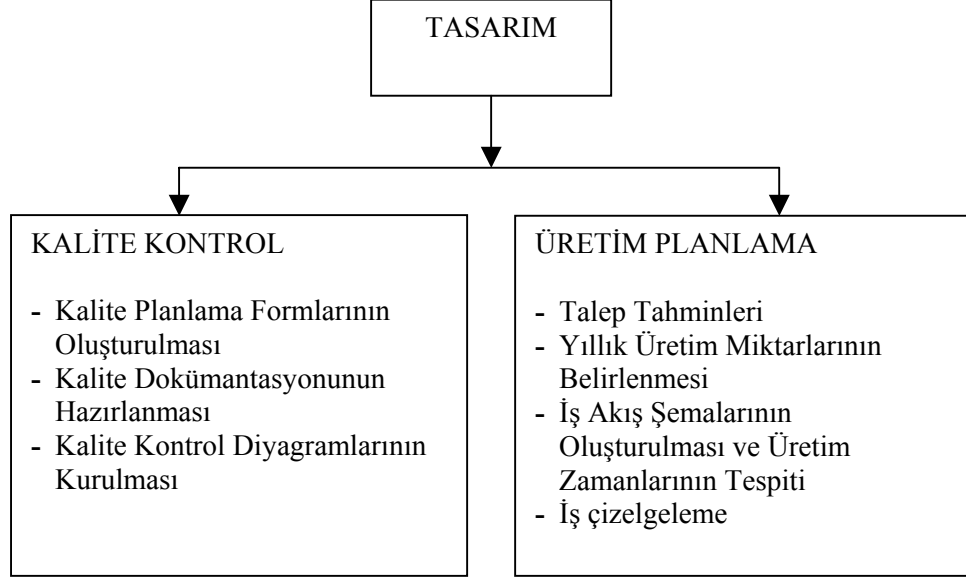 TASARIM
KALİTE KONTROL
- Kalite Planlama Formlarının
Oluşturulması
- Kalite Dokümantasyonunun
Hazırlanması
- Kalite Kontrol Diyagramlarının
Kurulması
ÜRETİM PLANLAMA
- Talep Tahminleri
- Yıllık Üretim Miktarlarının
Belirlenmesi
- İş Akış Şemalarının
Oluşturulması ve Üretim
Zamanlarının Tespiti
- İş çizelgeleme